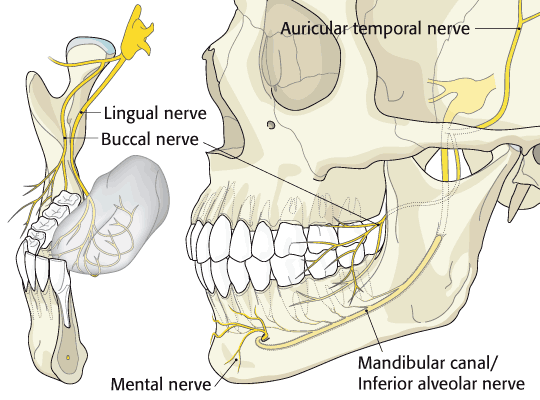 Auricular temporal nerve
Lingual nerve
Buccal nerve
Mandibular canal/
Inferior alveolar nerve
Mental nerve